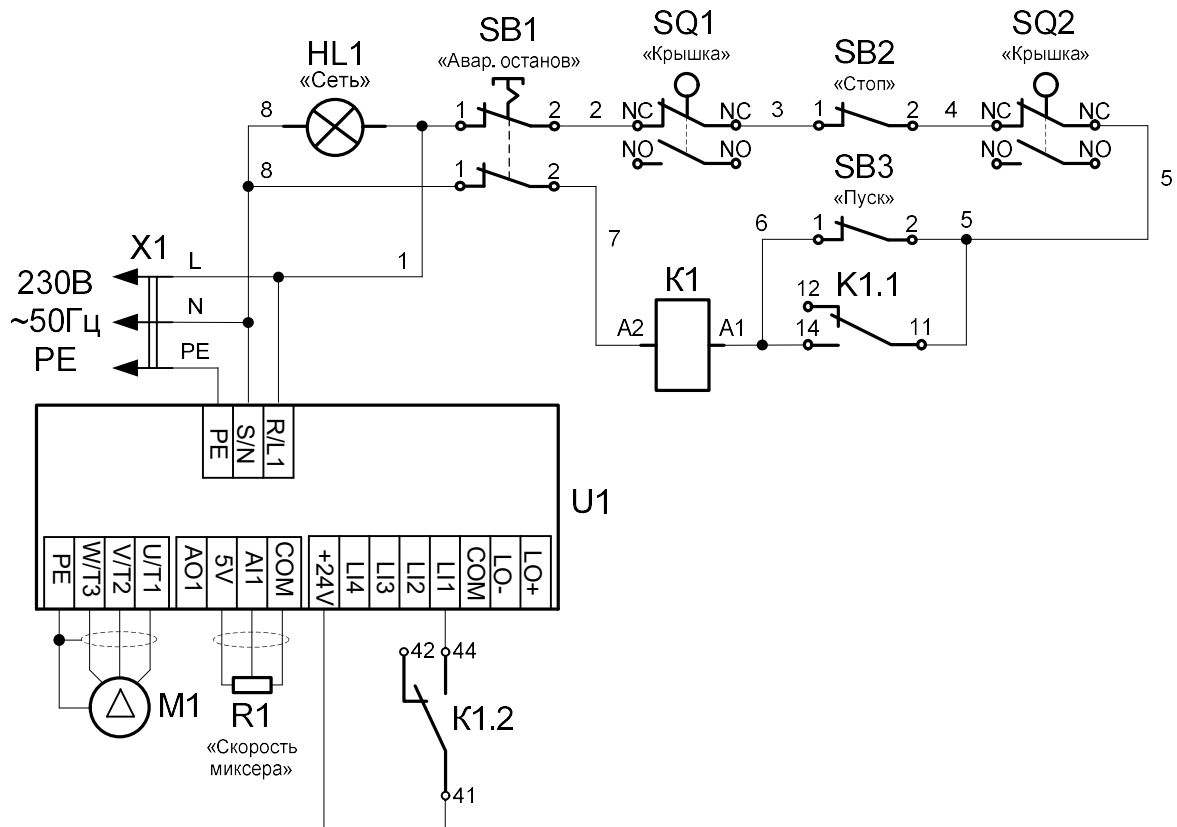 HL1
«Сеть»
SB1
«Авар. останов»
SQ1
«Крышка»
SB2
«Стоп»
SQ2
«Крышка»
8
1
2
2
NC
NC
3
1
2
4
NC
NC
NO
NO
NO
NO
8
1
2
SB3
«Пуск»
5
6
1
2
5
7
X1
L
1
230В
N
~50Гц
PE
PE
K1
A2
A1
K1.1
12
14
11
PE
S/N
R/L1
U1
PE
W/T3
V/T2
U/T1
AO1
5V
AI1
COM
+24V
LI4
LI3
LI2
LI1
COM
LO-
LO+
M1
R1
«Скорость
миксера»
42
44
K1.2
41